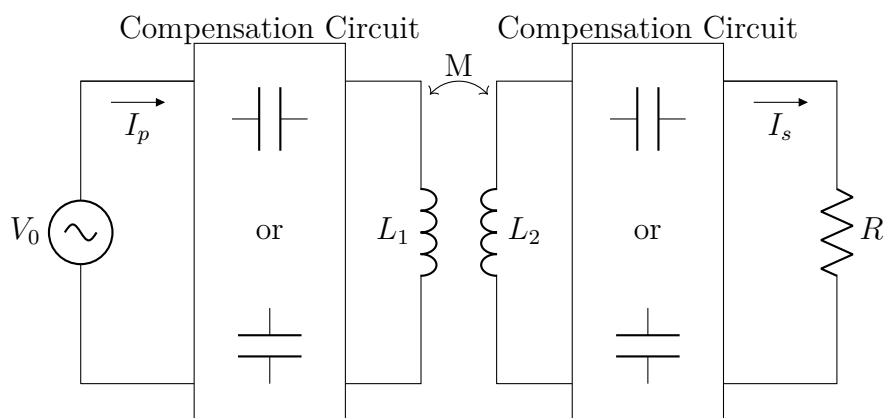 Compensation Circuit Compensation Circuit
M
I_p I_s
V_0 or L_1 L_2 or R